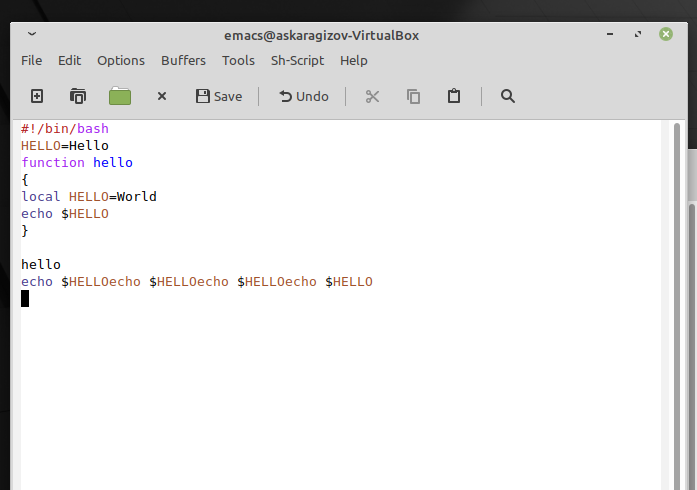 emacs@askaragizov-VirtualBox
File Edit Options Buffers Tools Sh-Script Help
Save Undo
#!/bin/bash
HELLO=Hello
function hello
{
local HELLO=World
echo $HELLO
}
hello
echo $HELLOecho $HELLOecho $HELLOecho $HELLO